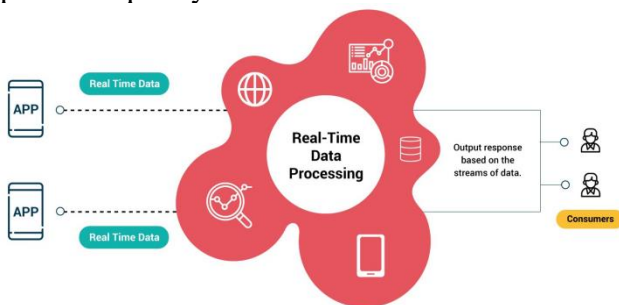 Real Time Data
APP
Real-Time
Data
Processing
Output response
based on the
streams of data.
APP
Real Time Data
Consumers